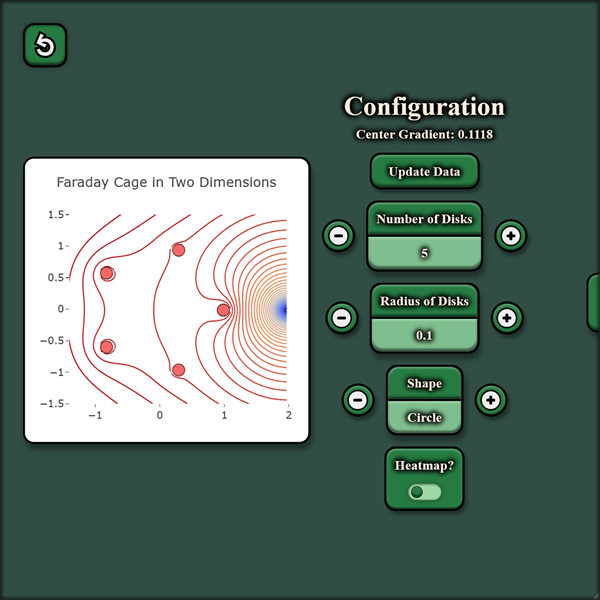 Configuration
Center Gradient: 0.1118
Update Data
Number of Disks
5
Radius of Disks
0.1
Shape
Circle
Heatmap?
Faraday Cage in Two Dimensions
1.5
1
0.5
0
−0.5
−1
−1.5
−1 0 1 2